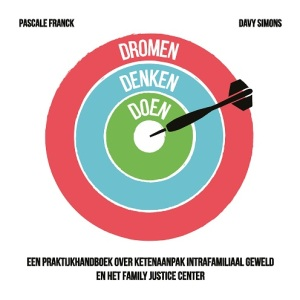 PASCALE FRANCK
DAVY SIMONS
DROMEN
DENKEN
DOEN
EEN PRAKTIJKHANDBOEK OVER KETENAANPAK INTRAFAMILIAAL GEWELD
EN HET FAMILY JUSTICE CENTER